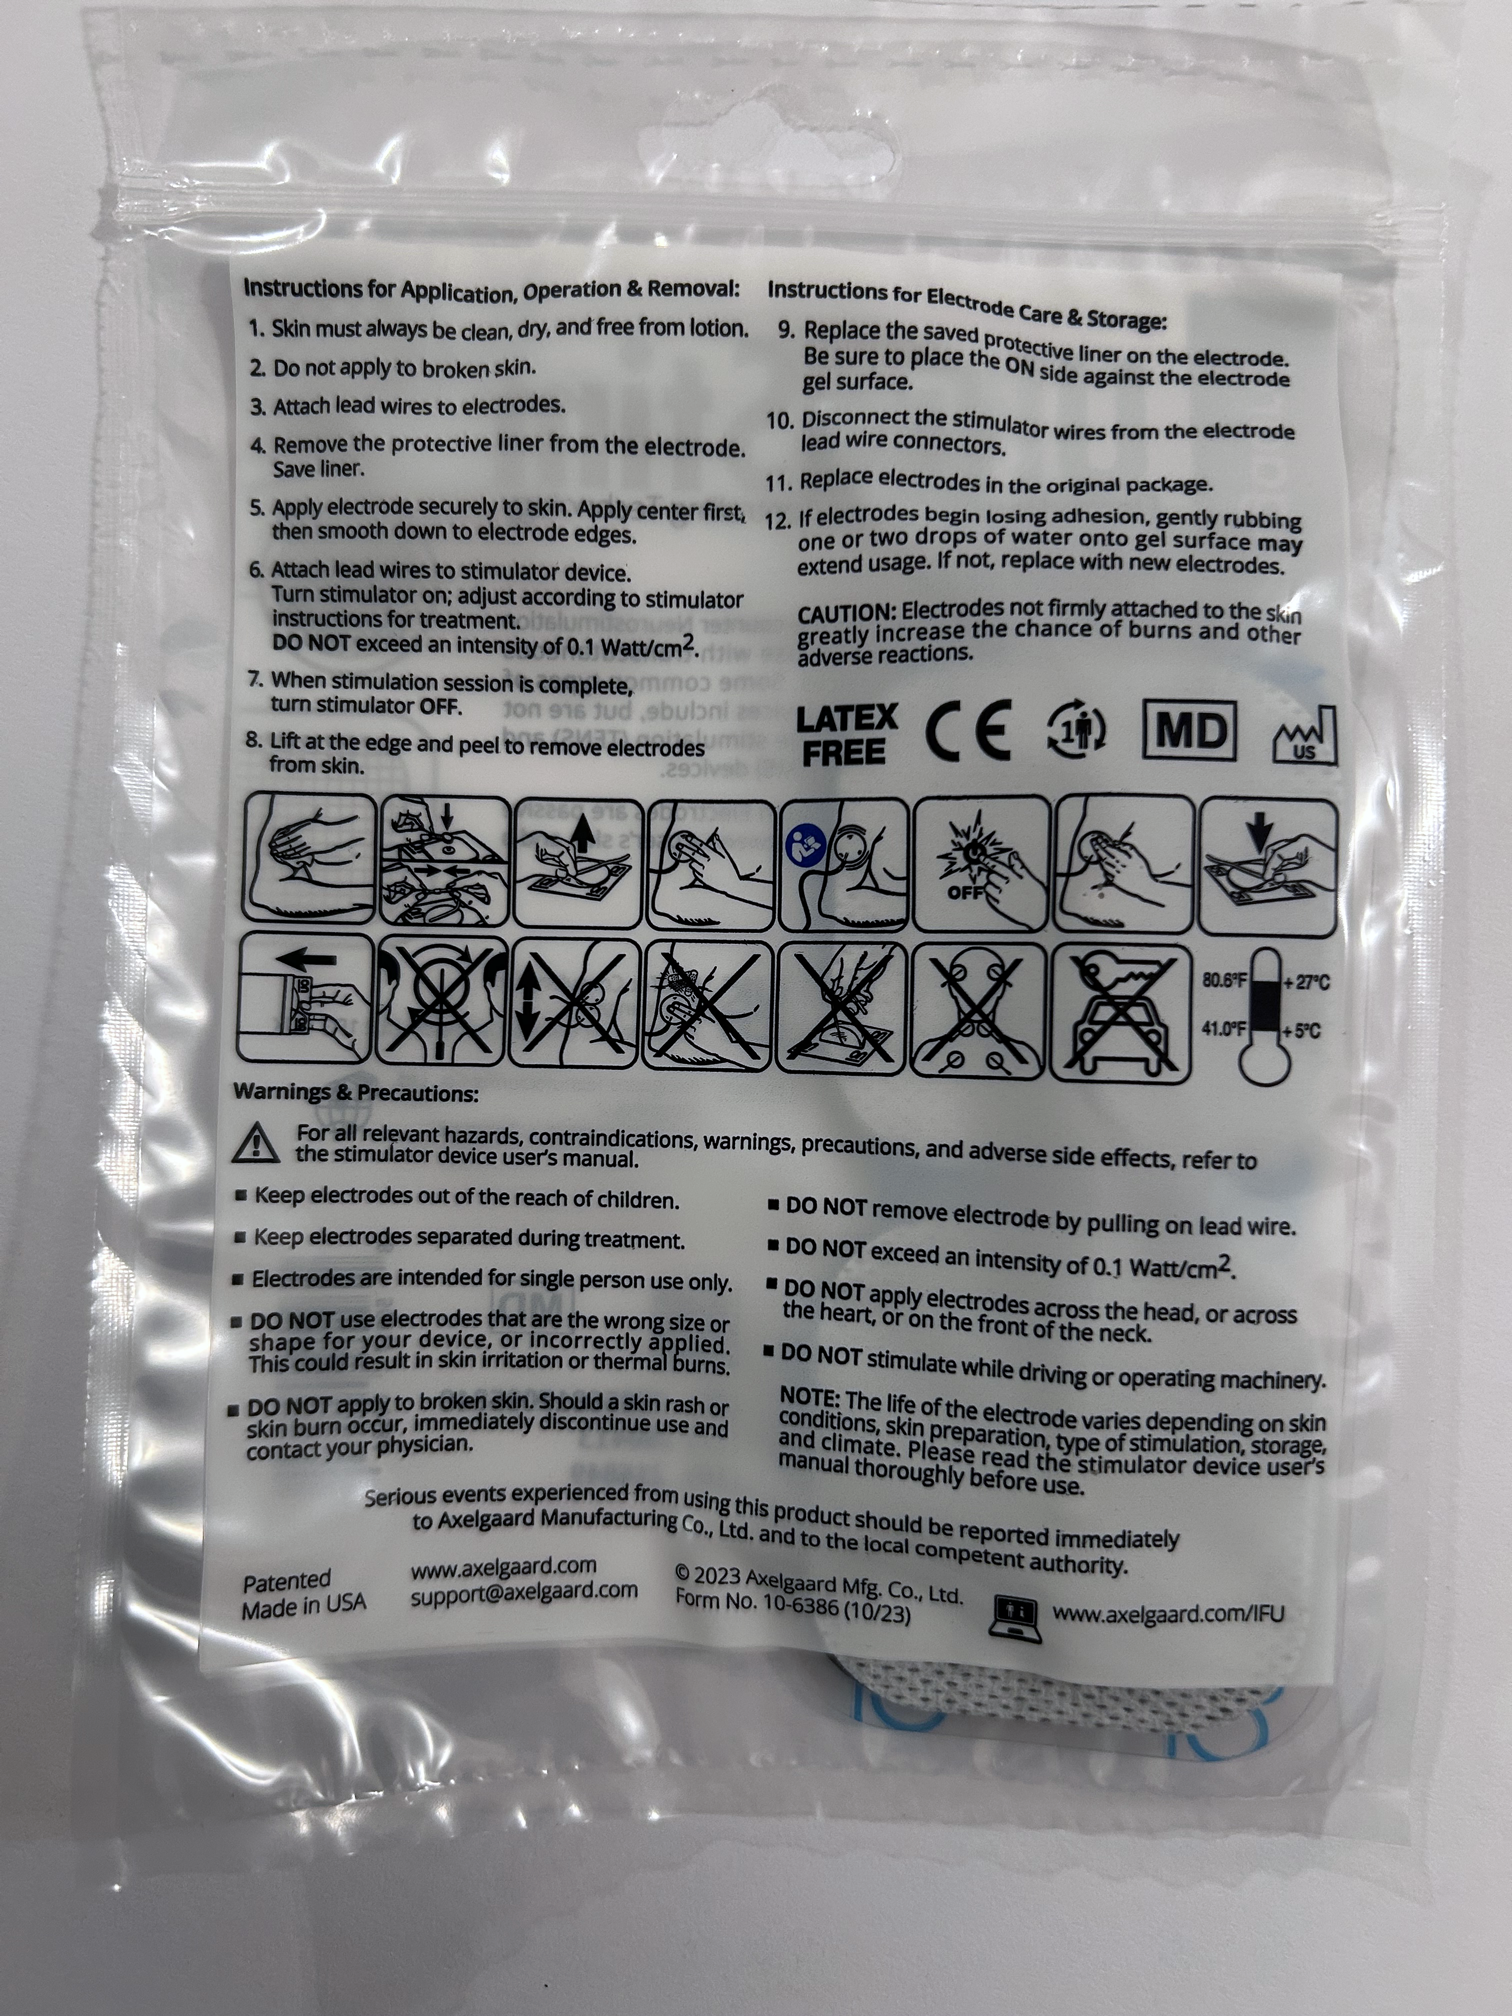 Instructions for Application, Operation & Removal:
1. Skin must always be clean, dry, and free from lotion.
2. Do not apply to broken skin.
3. Attach lead wires to electrodes.
4. Remove the protective liner from the electrode.
Save liner.
5. Apply electrode securely to skin. Apply center first,
then smooth down to electrode edges.
6. Attach lead wires to stimulator device.
Turn stimulator on; adjust according to stimulator
instructions for treatment.
DO NOT exceed an intensity of 0.1 Watt/cm².
7. When stimulation session is complete,
turn stimulator OFF.
8. Lift at the edge and peel to remove electrodes
from skin.
Instructions for Electrode Care & Storage:
9. Replace the saved protective liner on the electrode.
Be sure to place the ON side against the electrode
gel surface.
10. Disconnect the stimulator wires from the electrode
lead wire connectors.
11. Replace electrodes in the original package.
12. If electrodes begin losing adhesion, gently rubbing
one or two drops of water onto gel surface may
extend usage. If not, replace with new electrodes.
CAUTION: Electrodes not firmly attached to the skin
greatly increase the chance of burns and other
adverse reactions.
LATEX
FREE
CE
1
MD
US
OFF
80.6°F
+27°C
41.0°F
+5°C
Warnings & Precautions:
For all relevant hazards, contraindications, warnings, precautions, and adverse side effects, refer to
the stimulator device user's manual.
▪ Keep electrodes out of the reach of children.
▪ Keep electrodes separated during treatment.
▪ Electrodes are intended for single person use only.
▪ DO NOT use electrodes that are the wrong size or
shape for your device, or incorrectly applied.
This could result in skin irritation or thermal burns.
▪ DO NOT apply to broken skin. Should a skin rash or
skin burn occur, immediately discontinue use and
contact your physician.
▪ DO NOT remove electrode by pulling on lead wire.
▪ DO NOT exceed an intensity of 0.1 Watt/cm².
▪ DO NOT apply electrodes across the head, or across
the heart, or on the front of the neck.
▪ DO NOT stimulate while driving or operating machinery.
NOTE: The life of the electrode varies depending on skin
conditions, skin preparation, type of stimulation, storage,
and climate. Please read the stimulator device user's
manual thoroughly before use.
Serious events experienced from using this product should be reported immediately
to Axelgaard Manufacturing Co., Ltd. and to the local competent authority.
Patented
Made in USA
www.axelgaard.com
support@axelgaard.com
© 2023 Axelgaard Mfg. Co., Ltd.
Form No. 10-6386 (10/23)
www.axelgaard.com/IFU